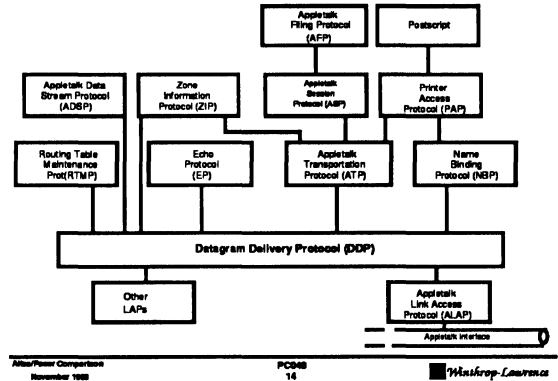 Appletalk
Filing Protocol
(AFP)
Postscript
Appletalk Data
Stream Protocol
(ADSP)
Zone
Information
Protocol (ZIP)
Appletalk
Session
Protocol (ASP)
Printer
Access
Protocol (PAP)
Routing Table
Maintenance
Prot(RTMP)
Echo
Protocol
(EP)
Appletalk
Transportation
Protocol (ATP)
Name
Binding
Protocol (NBP)
Datagram Delivery Protocol (DDP)
Other
LAPs
Appletalk
Link Access
Protocol (ALAP)
Appletalk Interface
Comparison
November
14
Winthrop-Lawrence